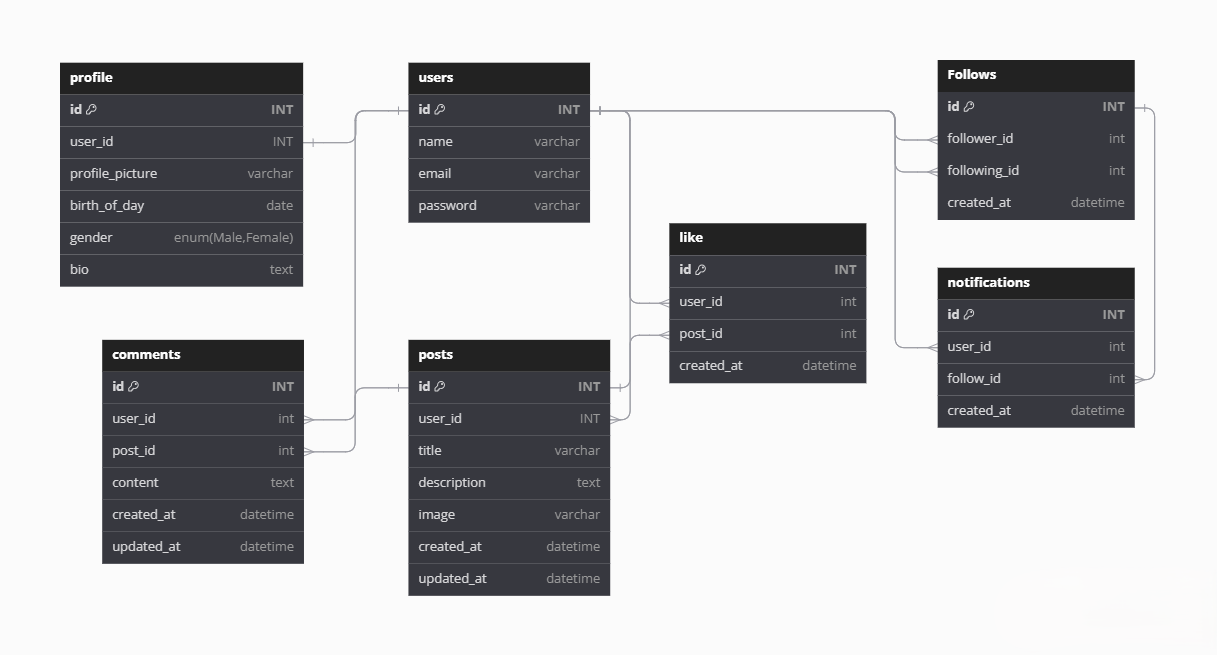 profile
id INT
user_id INT
profile_picture varchar
birth_of_day date
gender enum(Male,Female)
bio text
users
id INT
name varchar
email varchar
password varchar
Follows
id INT
follower_id int
following_id int
created_at datetime
like
id INT
user_id int
post_id int
created_at datetime
notifications
id INT
user_id int
follow_id int
created_at datetime
comments
id INT
user_id int
post_id int
content text
created_at datetime
updated_at datetime
posts
id INT
user_id INT
title varchar
description text
image varchar
created_at datetime
updated_at datetime